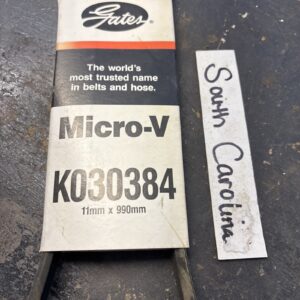 Gates
The world's
most trusted name
in belts and hose.
Micro-V
K030384
11mm x 990mm
South Carolina